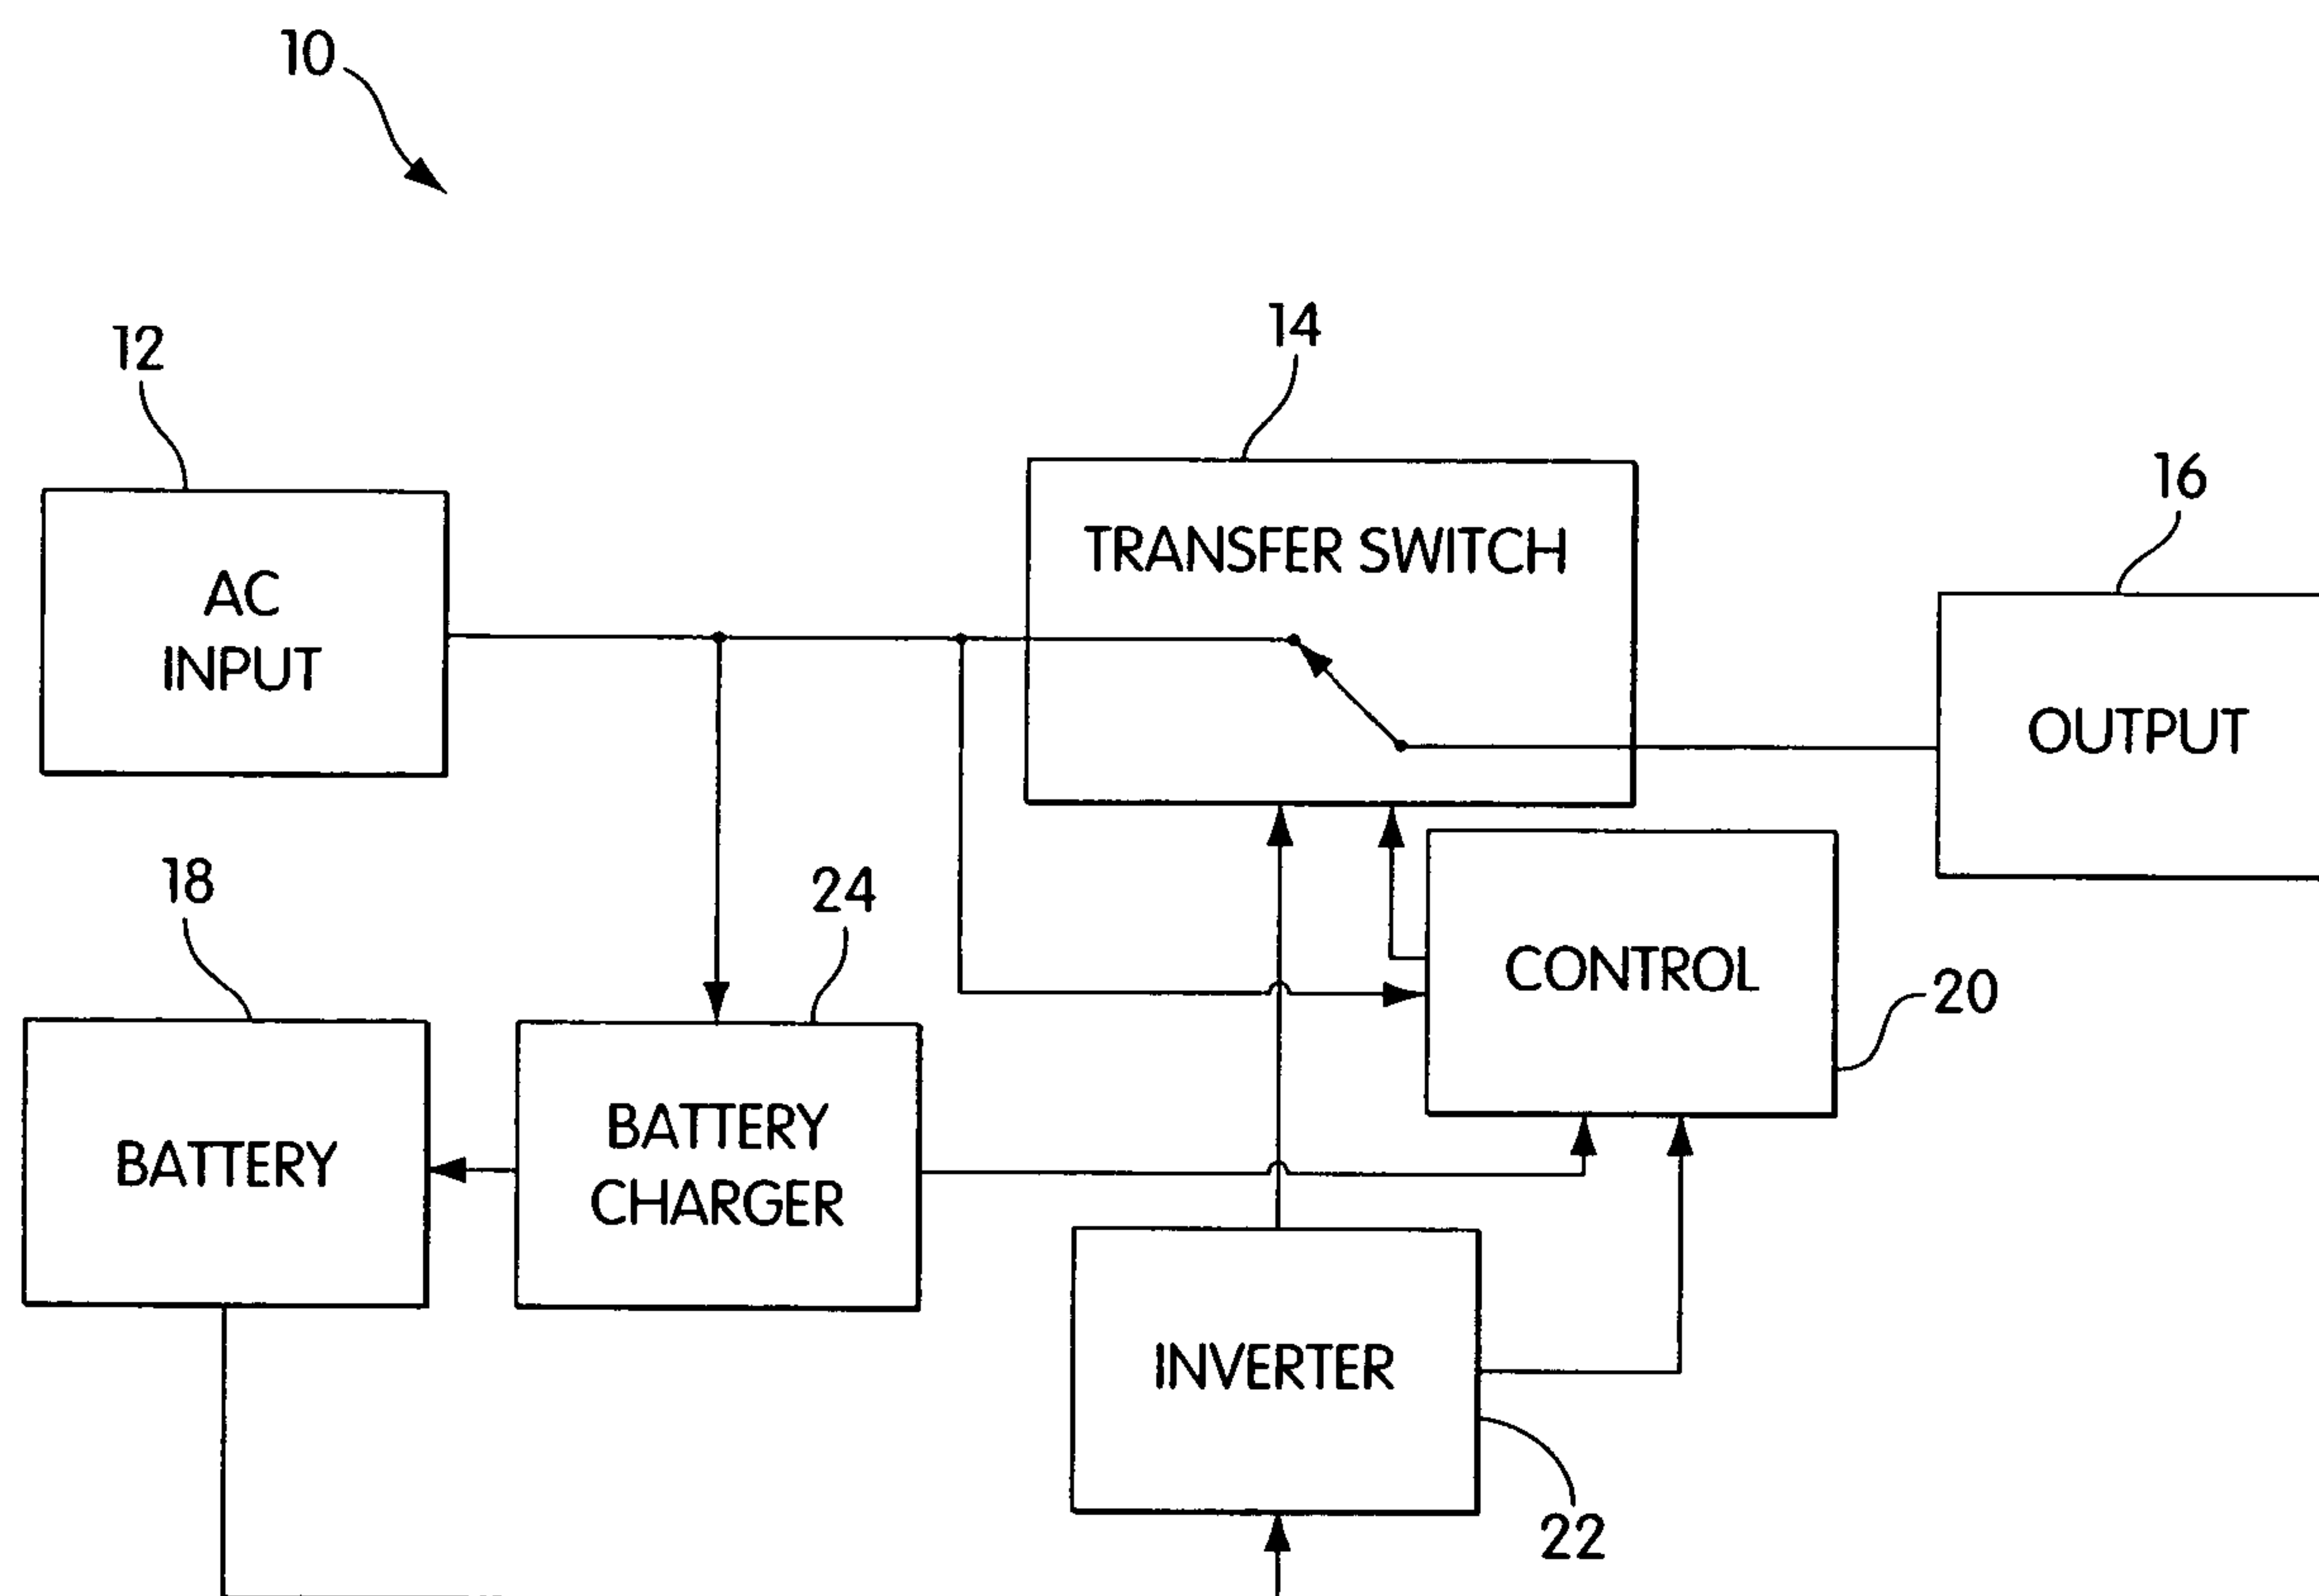 10
12
14
16
AC
INPUT
TRANSFER SWITCH
OUTPUT
18
24
CONTROL
20
BATTERY
BATTERY
CHARGER
INVERTER
22